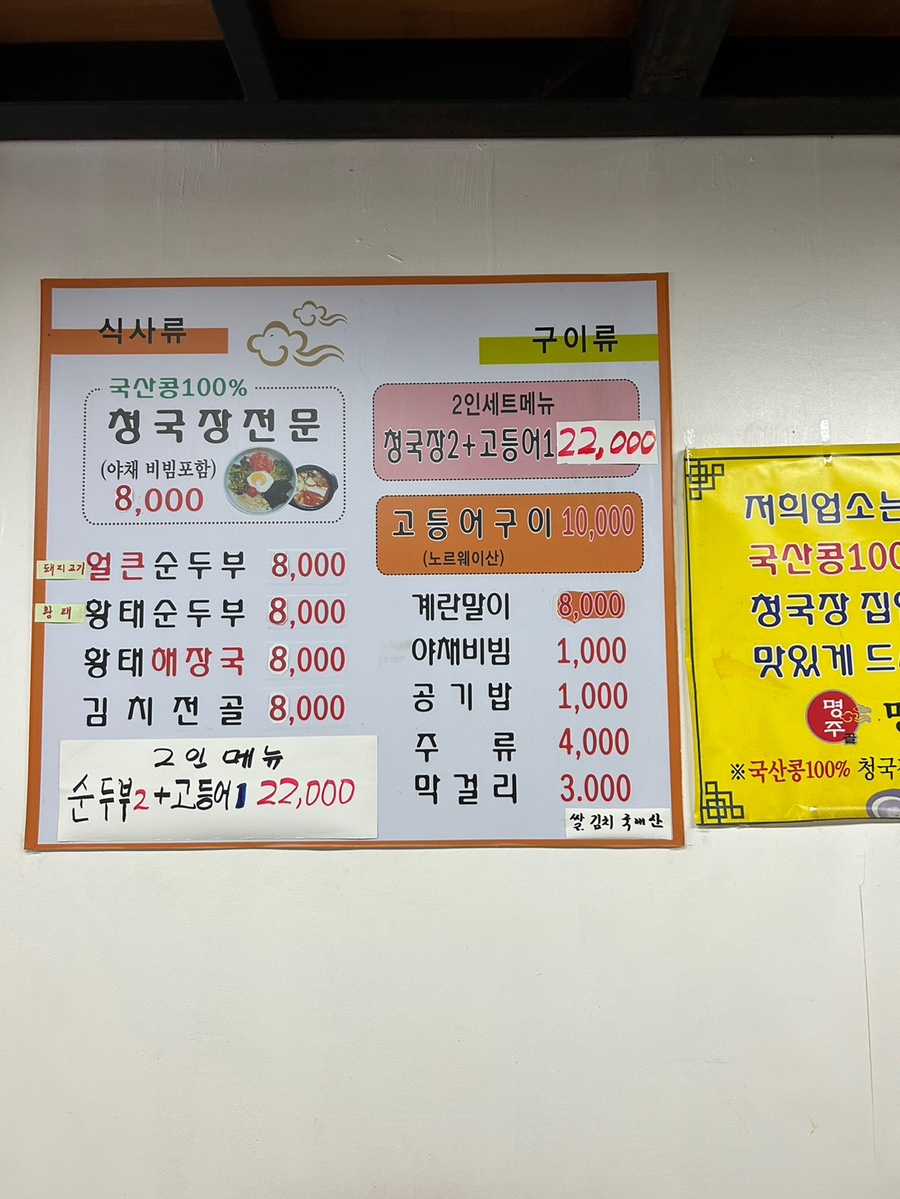 식사류
국산콩100%
청국장전문
(야채 비빔포함)
8,000
돼지고기 얼큰순두부 8,000
황태 황태순두부 8,000
황태해장국 8,000
김치전골 8,000
2인 메뉴
순두부2+고등어1 22,000
구이류
2인세트메뉴
청국장2+고등어1 22,000
고등어구이 10,000
(노르웨이산)
계란말이 8,000
야채비빔 1,000
공기밥 1,000
주류 4,000
막걸리 3.000
쌀. 김치 국내산
저희업소는
국산콩100
청국장
맛있게
명주골
※국산콩100% 청국